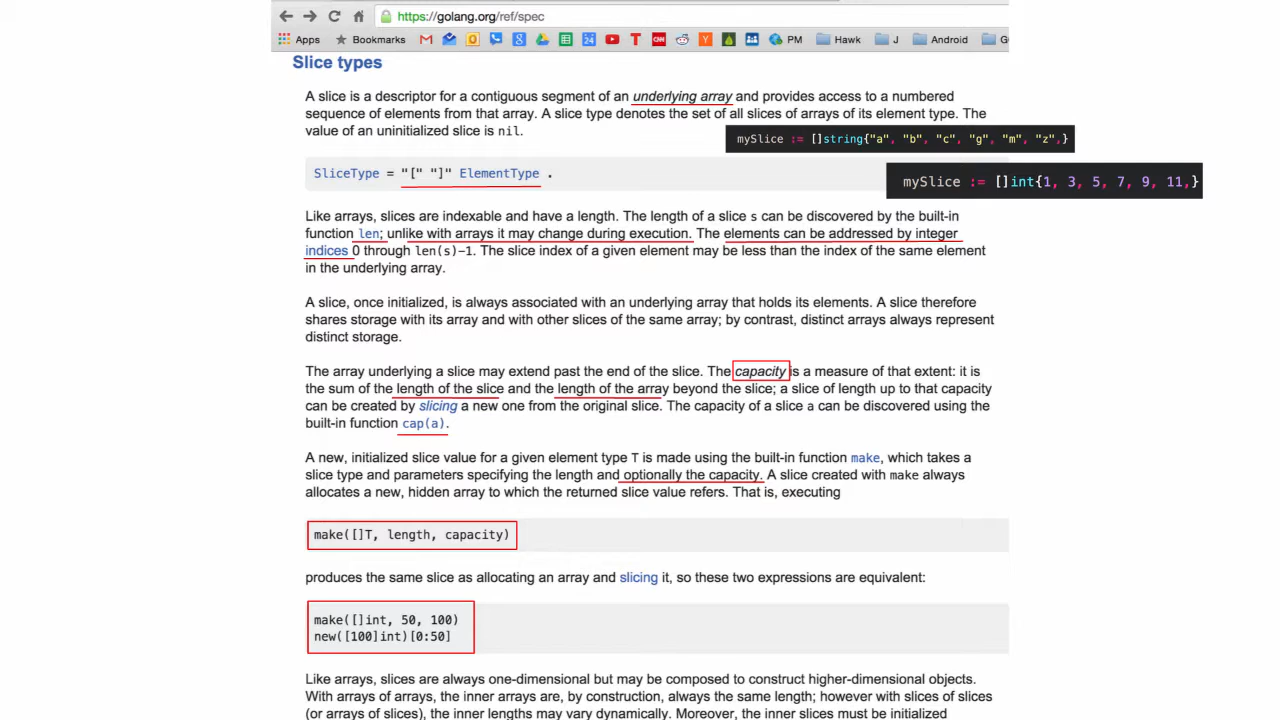 https://golang.org/ref/spec
Apps Bookmarks 24 T CNN Y PM Hawk J Android
Slice types
A slice is a descriptor for a contiguous segment of an underlying array and provides access to a numbered
sequence of elements from that array. A slice type denotes the set of all slices of arrays of its element type. The
value of an uninitialized slice is nil.
mySlice := []string{"a", "b", "c", "g", "m", "z",}
SliceType = "[" "]" ElementType .
mySlice := []int{1, 3, 5, 7, 9, 11,}
Like arrays, slices are indexable and have a length. The length of a slice s can be discovered by the built-in
function len; unlike with arrays it may change during execution. The elements can be addressed by integer
indices 0 through len(s)-1. The slice index of a given element may be less than the index of the same element
in the underlying array.
A slice, once initialized, is always associated with an underlying array that holds its elements. A slice therefore
shares storage with its array and with other slices of the same array; by contrast, distinct arrays always represent
distinct storage.
The array underlying a slice may extend past the end of the slice. The capacity is a measure of that extent: it is
the sum of the length of the slice and the length of the array beyond the slice; a slice of length up to that capacity
can be created by slicing a new one from the original slice. The capacity of a slice a can be discovered using the
built-in function cap(a).
A new, initialized slice value for a given element type T is made using the built-in function make, which takes a
slice type and parameters specifying the length and optionally the capacity. A slice created with make always
allocates a new, hidden array to which the returned slice value refers. That is, executing
make([]T, length, capacity)
produces the same slice as allocating an array and slicing it, so these two expressions are equivalent:
make([]int, 50, 100)
new([100]int)[0:50]
Like arrays, slices are always one-dimensional but may be composed to construct higher-dimensional objects.
With arrays of arrays, the inner arrays are, by construction, always the same length; however with slices of slices
(or arrays of slices), the inner lengths may vary dynamically. Moreover, the inner slices must be initialized